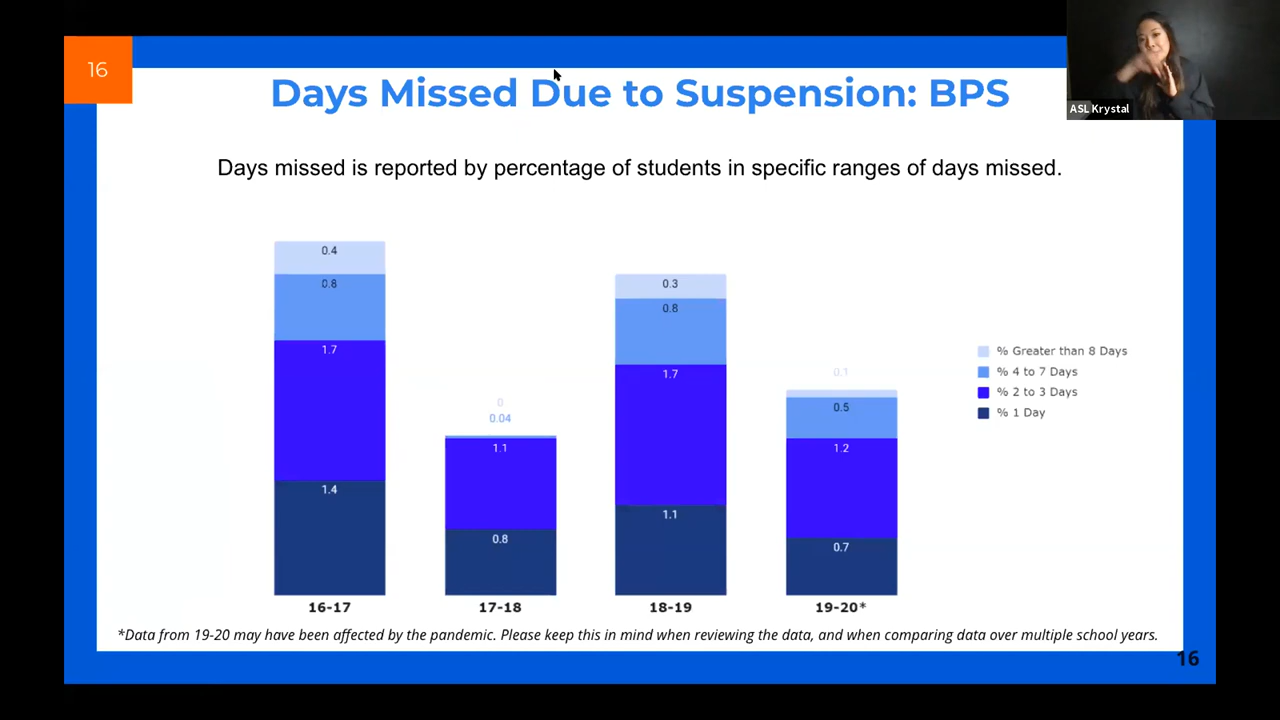 16
Days Missed Due to Suspension: BPS
ASL Krystal
Days missed is reported by percentage of students in specific ranges of days missed.
0.4
0.8
1.7
1.4
16-17
0
0.04
1.1
0.8
17-18
0.3
0.8
1.7
1.1
18-19
0.1
0.5
1.2
0.7
19-20*
% Greater than 8 Days
% 4 to 7 Days
% 2 to 3 Days
% 1 Day
*Data from 19-20 may have been affected by the pandemic. Please keep this in mind when reviewing the data, and when comparing data over multiple school years.
16